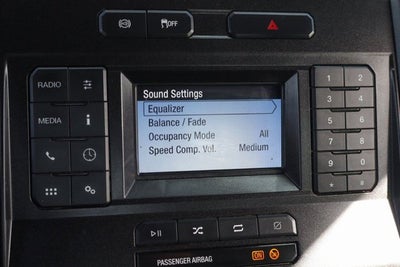 OFF
Sound Settings
RADIO
Equalizer
1 2
Balance / Fade
3 4
MEDIA
i
Occupancy Mode All
5 6
Speed Comp. Vol. Medium
7 8
9 0
* #
PASSENGER AIRBAG
ON